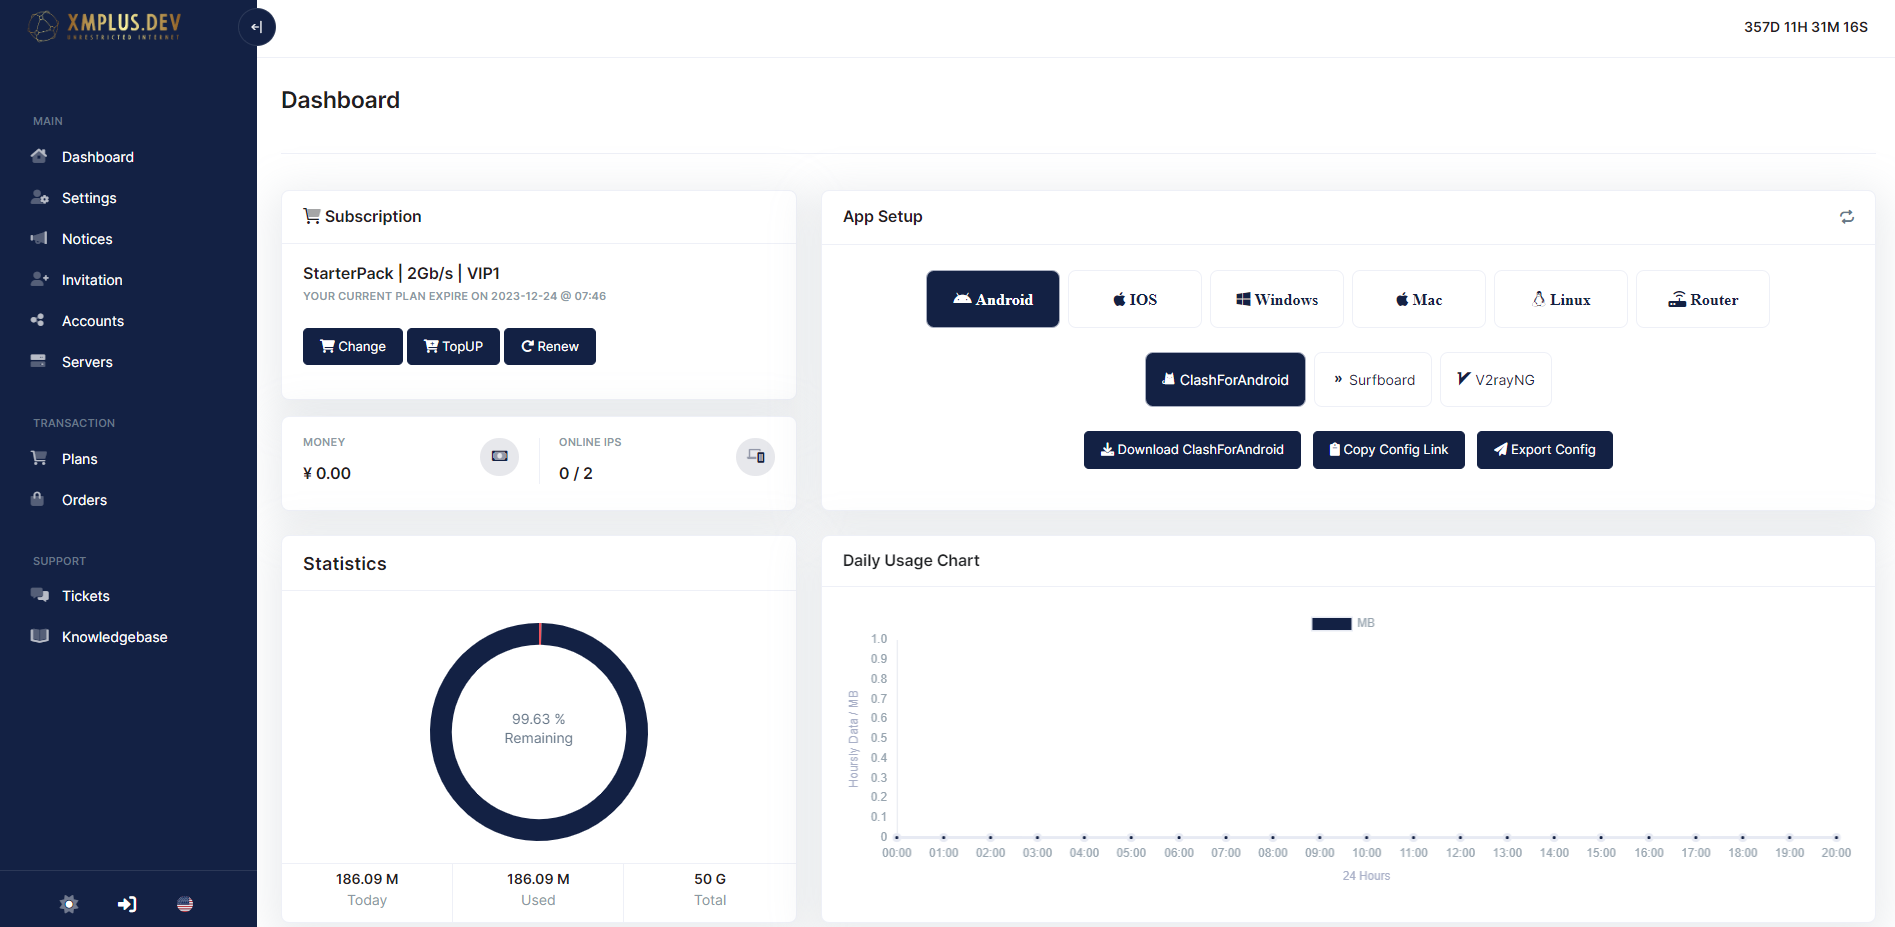 XMPLUS.DEV
UNRESTRICTED INTERNET
357D 11H 31M 16S
MAIN
Dashboard
Settings
Notices
Invitation
Accounts
Servers
TRANSACTION
Plans
Orders
SUPPORT
Tickets
Knowledgebase
Dashboard
Subscription
StarterPack | 2Gb/s | VIP1
YOUR CURRENT PLAN EXPIRE ON 2023-12-24 @ 07:46
Change
TopUP
Renew
MONEY
¥ 0.00
ONLINE IPS
0 / 2
App Setup
Android
IOS
Windows
Mac
Linux
Router
ClashForAndroid
Surfboard
V2rayNG
Download ClashForAndroid
Copy Config Link
Export Config
Statistics
99.63 %
Remaining
186.09 M
Today
186.09 M
Used
50 G
Total
Daily Usage Chart
MB
Hoursly Data / MB
1.0
0.9
0.8
0.7
0.6
0.5
0.4
0.3
0.2
0.1
0
00:00 01:00 02:00 03:00 04:00 05:00 06:00 07:00 08:00 09:00 10:00 11:00 12:00 13:00 14:00 15:00 16:00 17:00 18:00 19:00 20:00
24 Hours